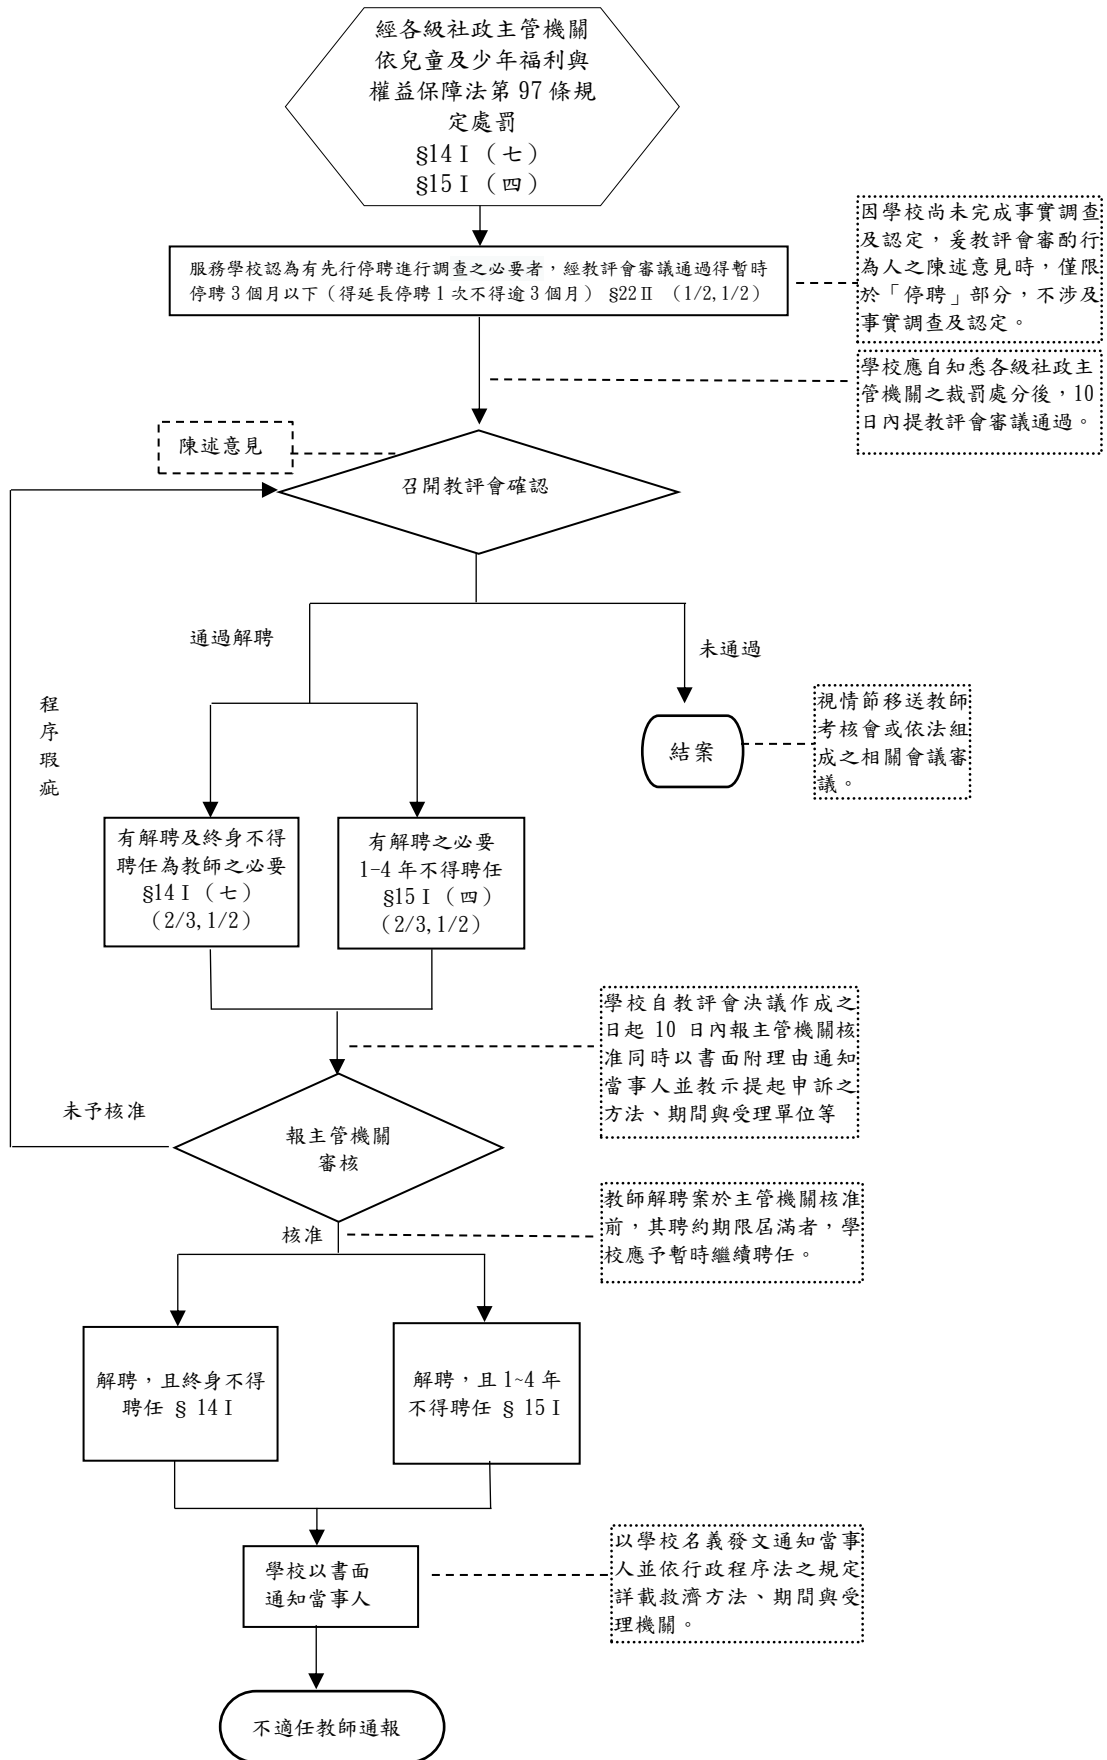 經各級社政主管機關
依兒童及少年福利與
權益保障法第 97 條規
定處罰
§14Ⅰ（七）
§15Ⅰ（四）
服務學校認為有先行停聘進行調查之必要者，經教評會審議通過得暫時
停聘 3 個月以下（得延長停聘 1 次不得逾 3 個月） §22Ⅱ （1/2,1/2）
因學校尚未完成事實調查
及認定，爰教評會審酌行
為人之陳述意見時，僅限
於「停聘」部分，不涉及
事實調查及認定。
學校應自知悉各級社政主
管機關之裁罰處分後，10
日內提教評會審議通過。
陳述意見
召開教評會確認
通過解聘
未通過
程
序
瑕
疵
結案
視情節移送教師
考核會或依法組
成之相關會議審
議。
有解聘及終身不得
聘任為教師之必要
§14Ⅰ（七）
（2/3,1/2）
有解聘之必要
1-4 年不得聘任
§15Ⅰ（四）
（2/3,1/2）
學校自教評會決議作成之
日起 10 日內報主管機關核
准同時以書面附理由通知
當事人並教示提起申訴之
方法、期間與受理單位等
未予核准
報主管機關
審核
核准
教師解聘案於主管機關核准
前，其聘約期限屆滿者，學
校應予暫時繼續聘任。
解聘，且終身不得
聘任 § 14Ⅰ
解聘，且 1~4 年
不得聘任 § 15Ⅰ
學校以書面
通知當事人
以學校名義發文通知當事
人並依行政程序法之規定
詳載救濟方法、期間與受
理機關。
不適任教師通報